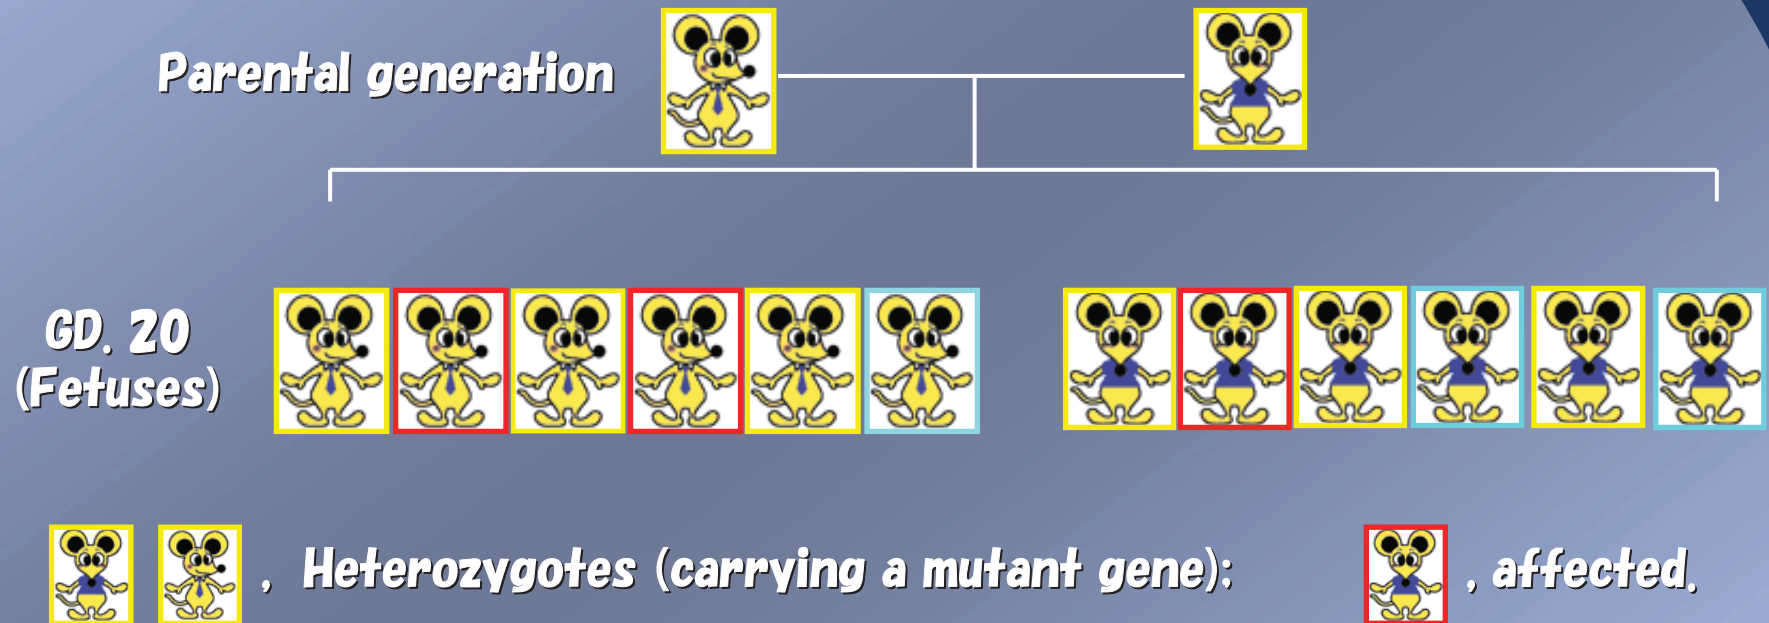 Parental generation
GD. 20
(Fetuses)
, Heterozygotes (carrying a mutant gene); , affected.